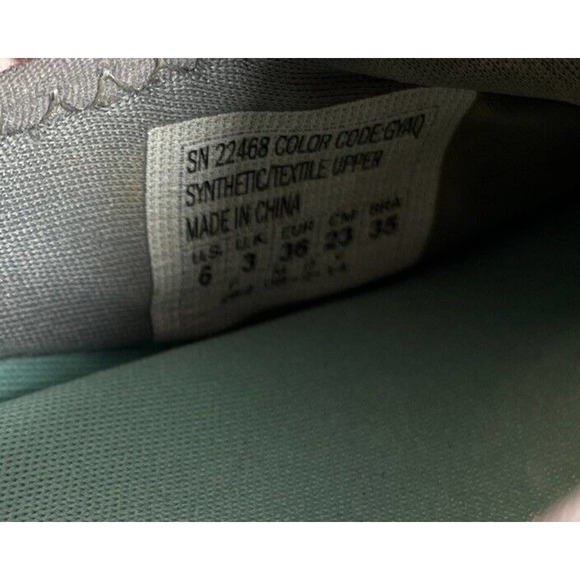 SN 22468 COLOR CODE:GYAQ
SYNTHETIC/TEXTILE UPPER
MADE IN CHINA
U.S. U.K. EUR CM BRA
6 3 36 23 35